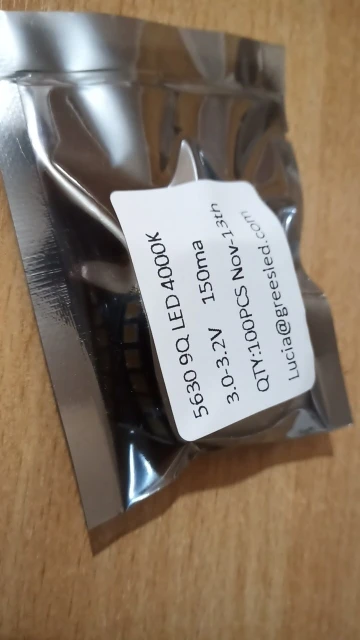 5630 9Q LED 4000K
3.0-3.2V 150ma
QTY:100PCS Nov-13th
Lucia@greesled.com